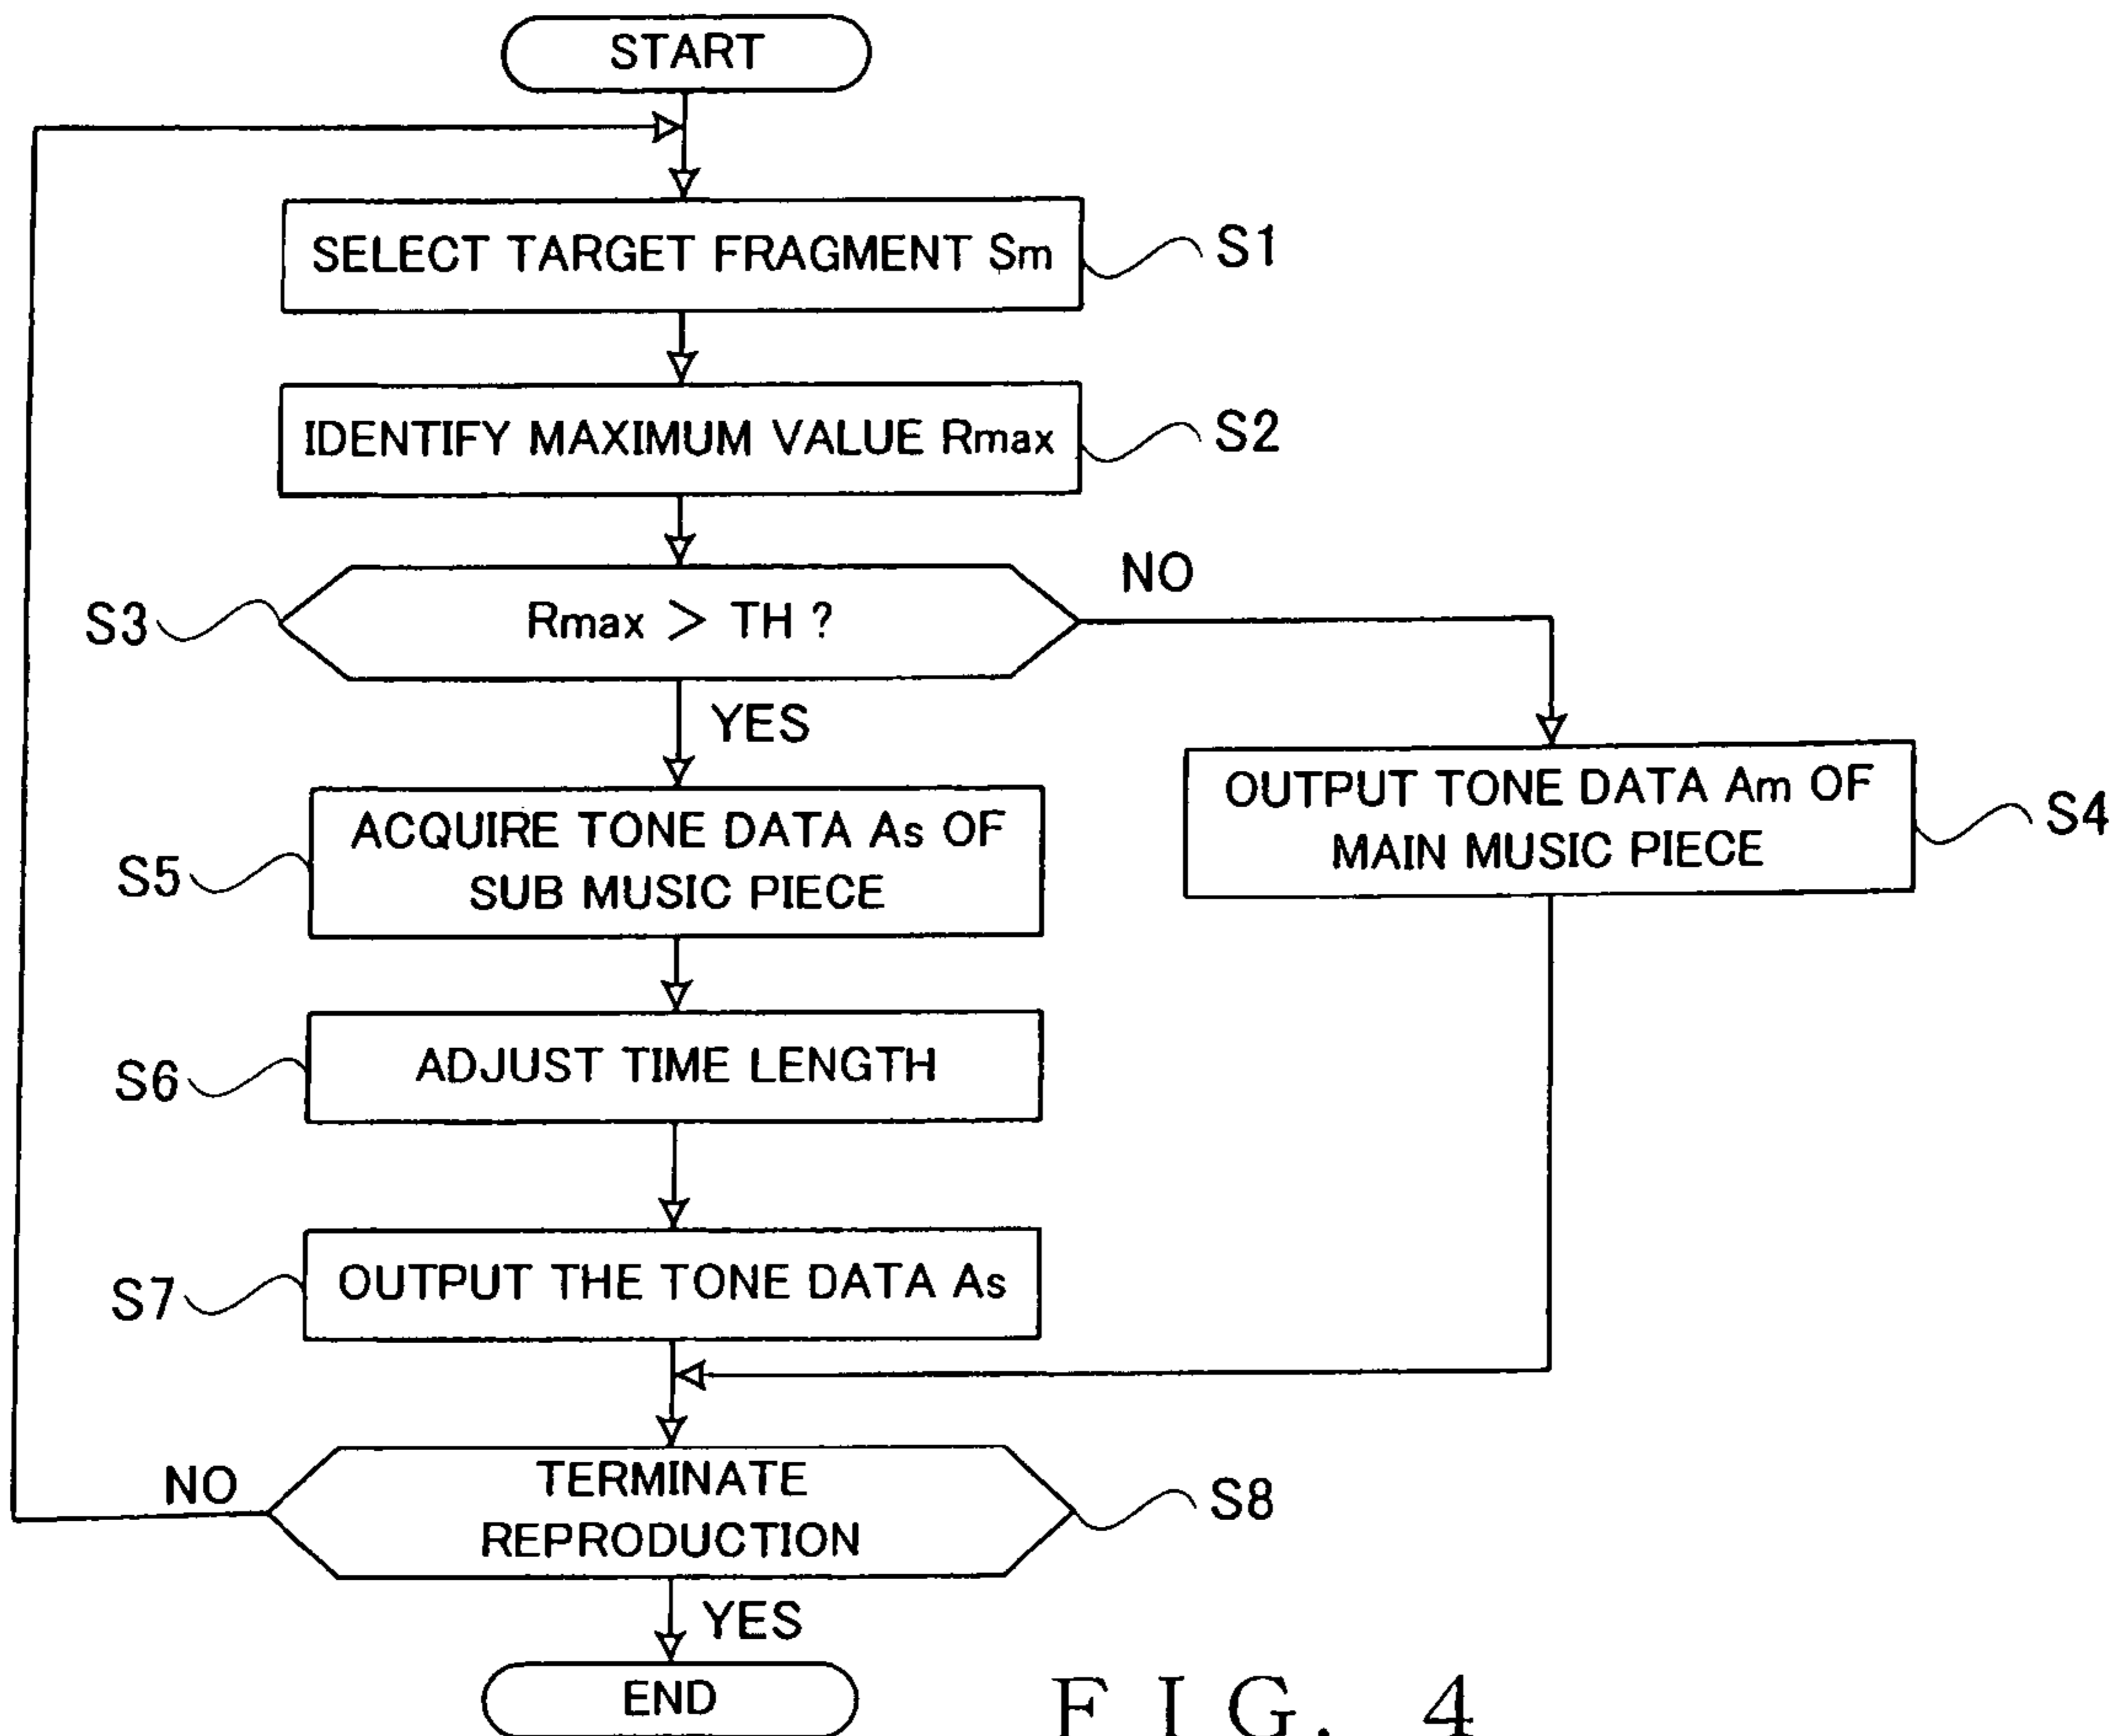 START
SELECT TARGET FRAGMENT Sm
S1
IDENTIFY MAXIMUM VALUE Rmax
S2
S3
Rmax > TH ?
NO
YES
OUTPUT TONE DATA Am OF
MAIN MUSIC PIECE
S4
ACQUIRE TONE DATA As OF
SUB MUSIC PIECE
S5
ADJUST TIME LENGTH
S6
OUTPUT THE TONE DATA As
S7
NO
TERMINATE
REPRODUCTION
S8
YES
END
FIG. 4